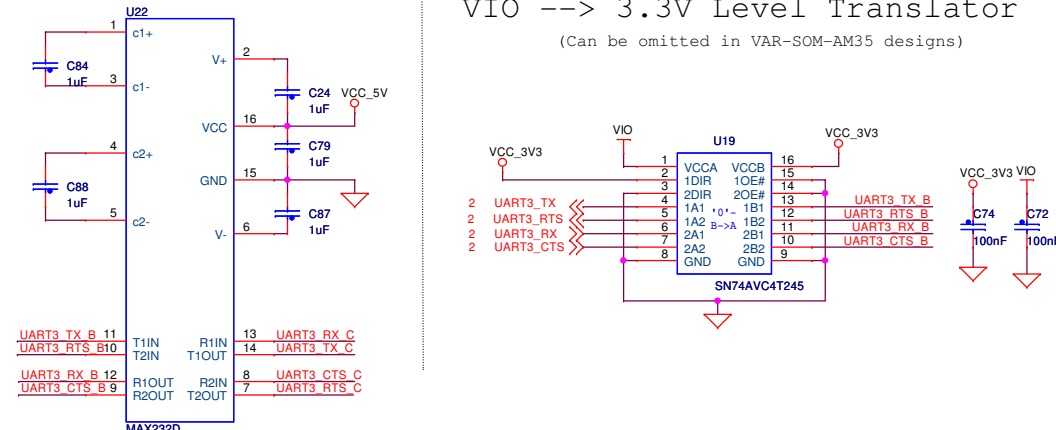 U22
1
c1+
C84
1uF
3
c1-
4
c2+
C88
1uF
5
c2-
V+
2
C24
1uF
VCC_5V
VCC
16
C79
1uF
GND
15
C87
1uF
V-
6
UART3_TX_B 11 T1IN R1IN 13 UART3_RX_C
UART3_RTS_B 10 T2IN T1OUT 14 UART3_TX_C
UART3_RX_B 12 R1OUT R2IN 8 UART3_CTS_C
UART3_CTS_B 9 R2OUT T2OUT 7 UART3_RTS_C
MAX232D
VIO --> 3.3V Level Translator
(Can be omitted in VAR-SOM-AM35 designs)
VCC_3V3
VIO
U19
VCC_3V3
1 VCCA VCCB 16
2 1DIR 1OE# 15
3 2DIR 2OE# 14
2 UART3_TX 4 1A1 '0'- 1B1 13 UART3_TX_B
2 UART3_RTS 5 1A2 B->A 1B2 12 UART3_RTS_B
2 UART3_RX 6 2A1 2B1 11 UART3_RX_B
2 UART3_CTS 7 2A2 2B2 10 UART3_CTS_B
8 GND GND 9
SN74AVC4T245
VCC_3V3 VIO
C74
100nF
C72
100nF